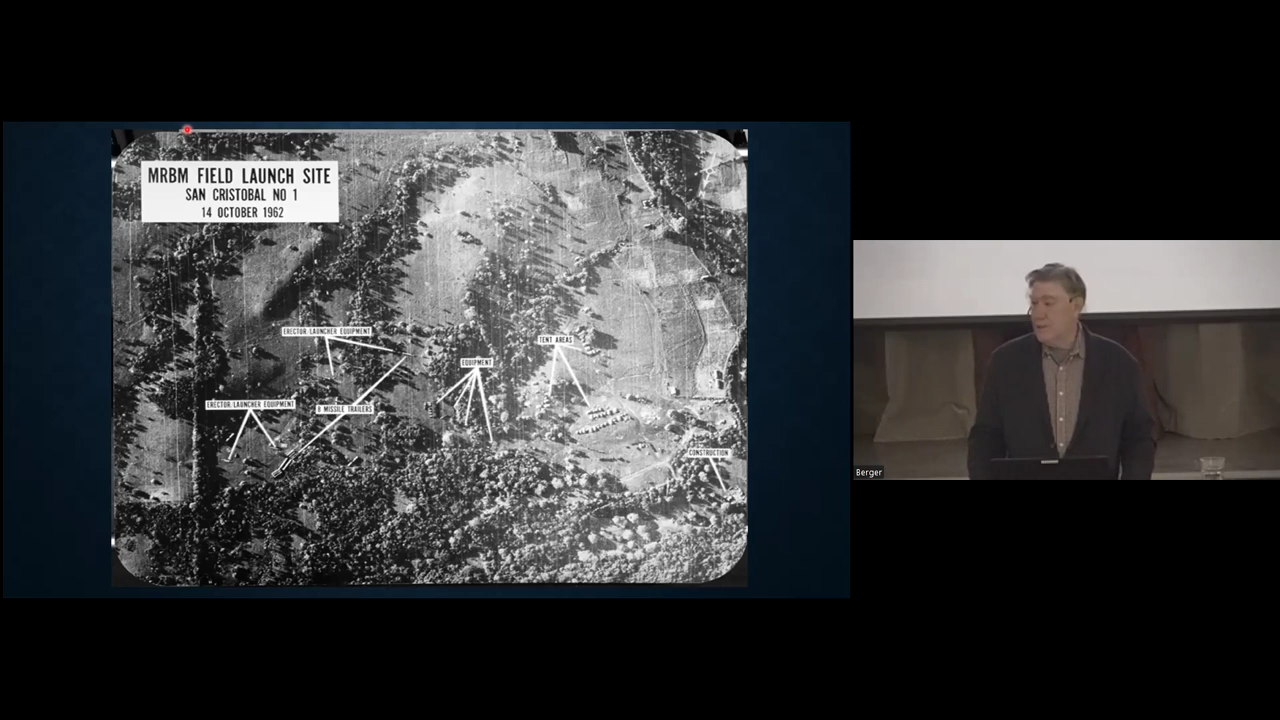 MRBM FIELD LAUNCH SITE
SAN CRISTOBAL NO 1
14 OCTOBER 1962
ERECTOR/LAUNCHER EQUIPMENT
TENT AREAS
EQUIPMENT
ERECTOR/LAUNCHER EQUIPMENT
8 MISSILE TRAILERS
CONSTRUCTION
Berger